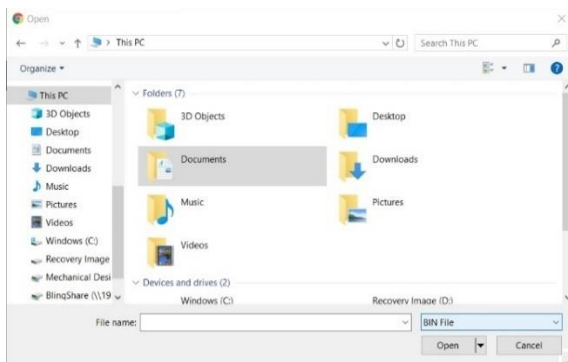 Open
This PC
Search This PC
Organize
This PC
3D Objects
Desktop
Documents
Downloads
Music
Pictures
Videos
Windows (C:)
Recovery Image
Mechanical Desi
BlingShare (\\19
Folders (7)
3D Objects
Desktop
Documents
Downloads
Music
Pictures
Videos
Devices and drives (2)
Windows (C:)
Recovery Image (D:)
File name:
BIN File
Open
Cancel